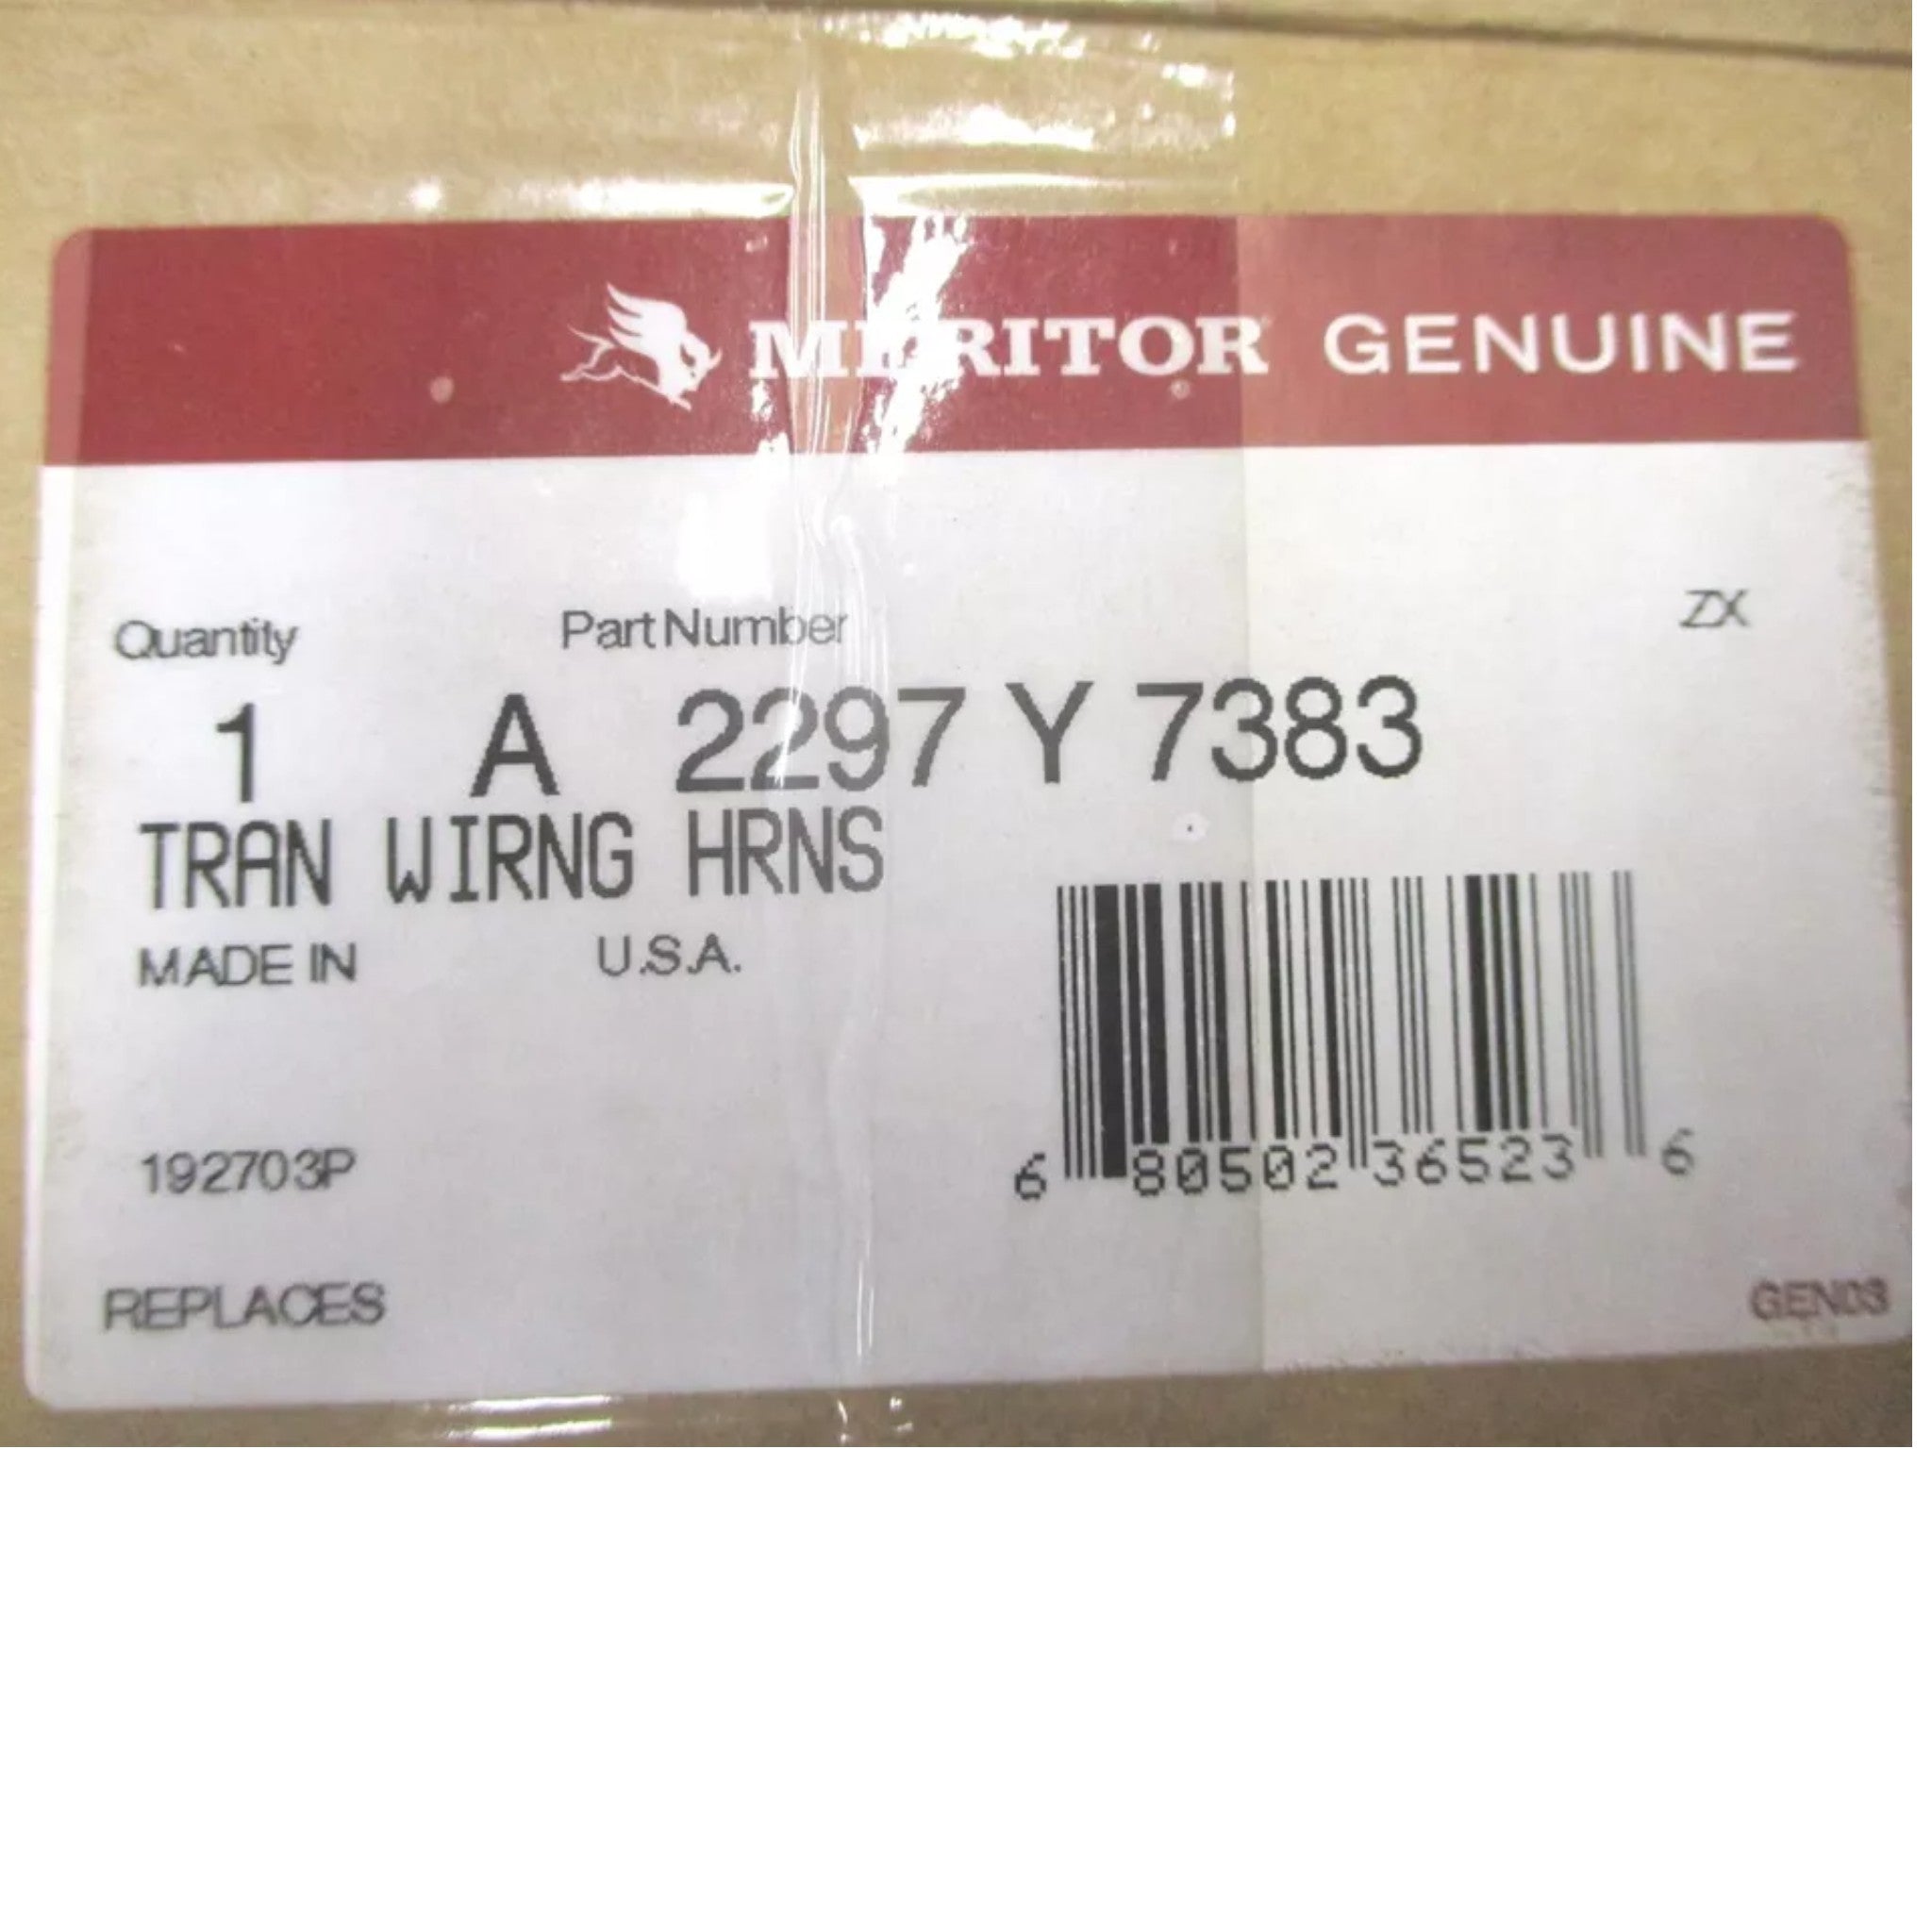 MERITOR® GENUINE
Quantity Part Number ZX
1 A 2297 Y 7383
TRAN WIRNG HRNS
MADE IN U.S.A.
192703P
6 80502 36523 6
REPLACES
GEN03